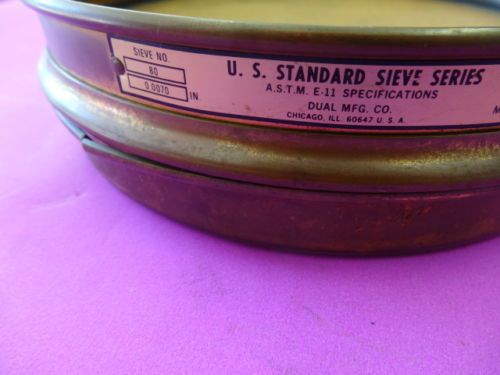 SIEVE NO.
80
0.0070 IN.
U. S. STANDARD SIEVE SERIES
A.S.T.M. E-11 SPECIFICATIONS
DUAL MFG. CO.
CHICAGO, ILL. 60647 U. S. A.